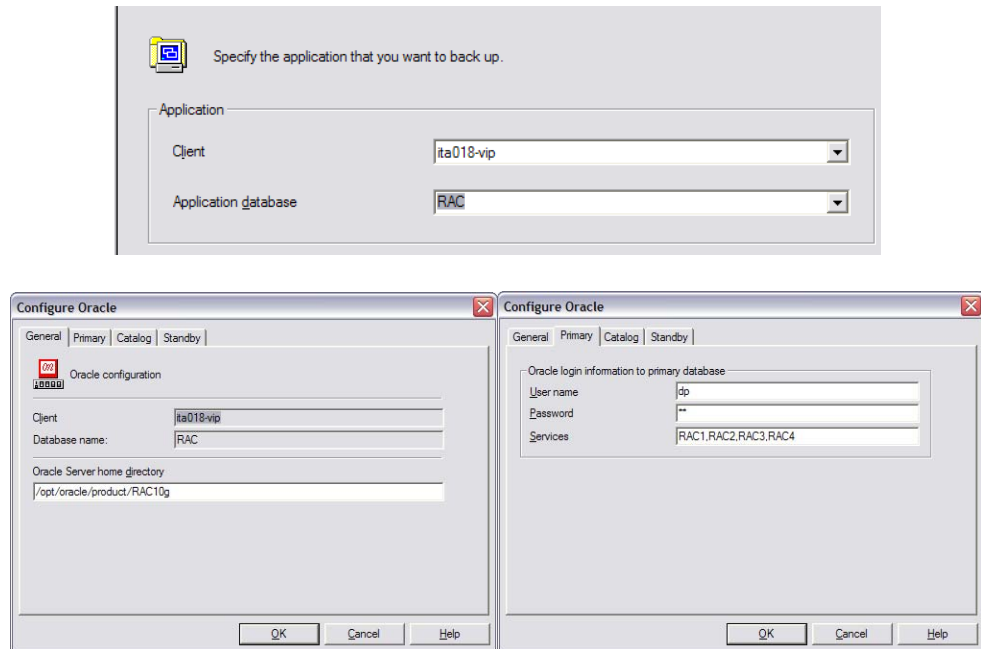 Specify the application that you want to back up.
Application
Client
ita018-vip
Application database
RAC
Configure Oracle
General Primary Catalog Standby
Oracle configuration
Client
ita018-vip
Database name:
RAC
Oracle Server home directory
/opt/oracle/product/RAC10g
OK Cancel Help
Configure Oracle
General Primary Catalog Standby
Oracle login information to primary database
User name
dp
Password
**
Services
RAC1,RAC2,RAC3,RAC4
OK Cancel Help